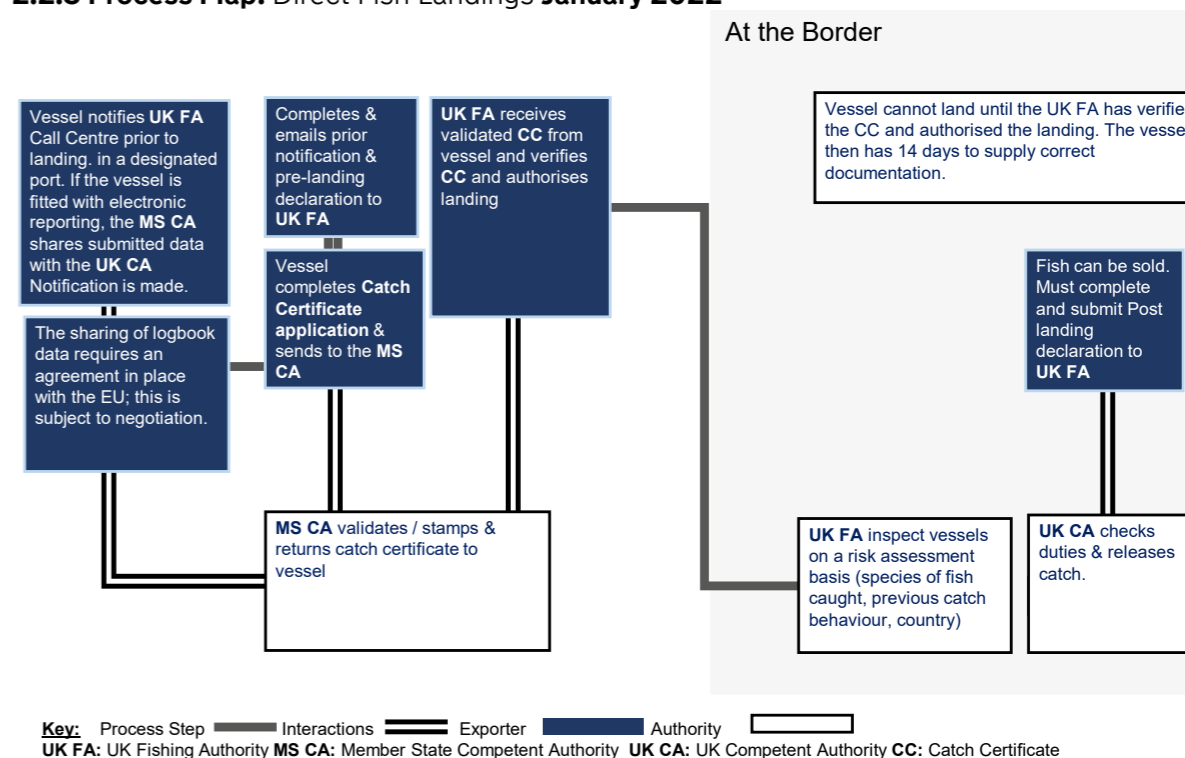 2.2.8 Process Map: Direct Fish Landings January 2022
At the Border
Vessel notifies UK FA
Call Centre prior to
landing. in a designated
port. If the vessel is
fitted with electronic
reporting, the MS CA
shares submitted data
with the UK CA
Notification is made.
The sharing of logbook
data requires an
agreement in place
with the EU; this is
subject to negotiation.
Completes &
emails prior
notification &
pre-landing
declaration to
UK FA
Vessel
completes Catch
Certificate
application &
sends to the MS
CA
UK FA receives
validated CC from
vessel and verifies
CC and authorises
landing
MS CA validates / stamps &
returns catch certificate to
vessel
Vessel cannot land until the UK FA has verifie
the CC and authorised the landing. The vesse
then has 14 days to supply correct
documentation.
Fish can be sold.
Must complete
and submit Post
landing
declaration to
UK FA
UK FA inspect vessels
on a risk assessment
basis (species of fish
caught, previous catch
behaviour, country)
UK CA checks
duties & releases
catch.
Key: Process Step Interactions Exporter Authority
UK FA: UK Fishing Authority MS CA: Member State Competent Authority UK CA: UK Competent Authority CC: Catch Certificate